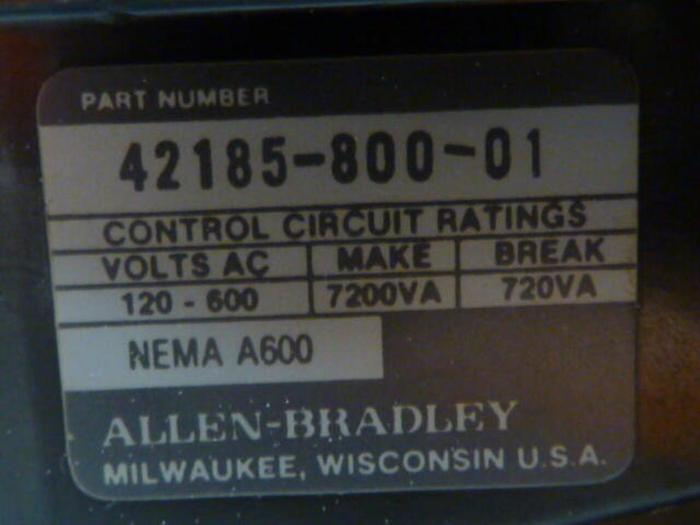 PART NUMBER
42185-800-01
CONTROL CIRCUIT RATINGS
VOLTS AC MAKE BREAK
120 - 600 7200VA 720VA
NEMA A600
ALLEN-BRADLEY
MILWAUKEE, WISCONSIN U.S.A.